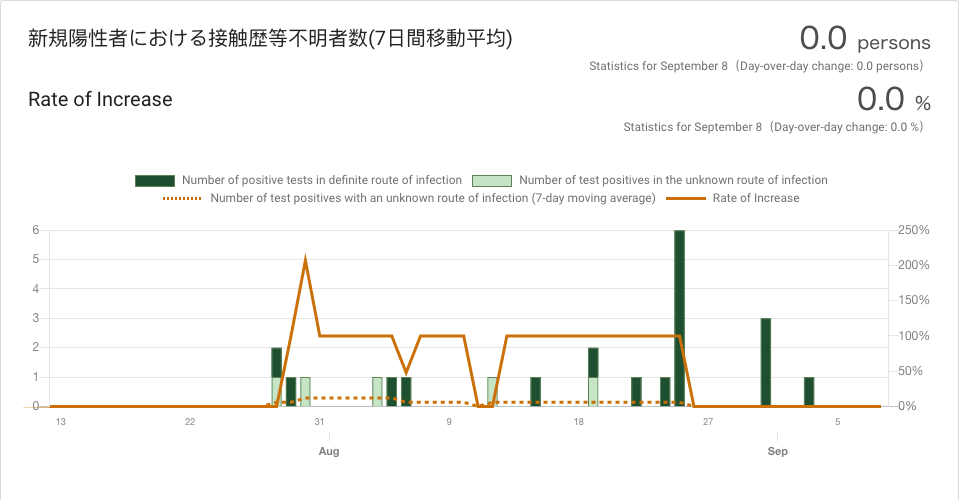 新規陽性者における接触歴等不明者数(7日間移動平均)
0.0 persons
Statistics for September 8（Day-over-day change: 0.0 persons）
Rate of Increase
0.0 %
Statistics for September 8（Day-over-day change: 0.0 %）
Number of positive tests in definite route of infection Number of test positives in the unknown route of infection
Number of test positives with an unknown route of infection (7-day moving average) Rate of Increase
6 250%
5 200%
4 150%
3 100%
2 50%
1 0%
0
13 22 31 9 18 27 5
Aug Sep